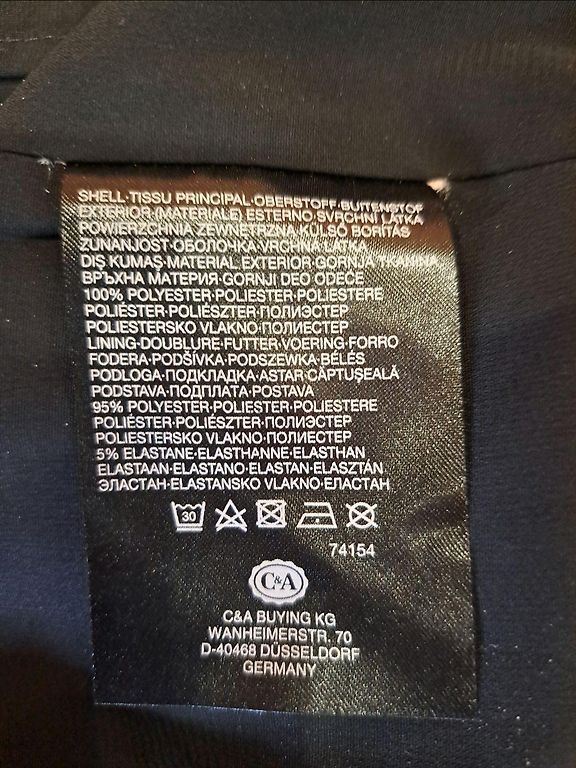 SHELL·TISSU PRINCIPAL·OBERSTOFF·BUITENSTOF
EXTERIOR·(MATERIALE) ESTERNO·SVRCHNÍ LÁTKA
POWIERZCHNIA ZEWNĘTRZNA·KÜLSŐ BORÍTÁS
ZUNANJOST·ОБОЛОЧКА·VRCHNÁ LÁTKA
DIŞ KUMAŞ·MATERIAL EXTERIOR·GORNJA TKANINA
ВРЪХНА МАТЕРИЯ·GORNJI DEO ODEĆE
100% POLYESTER·POLIESTER·POLIESTERE
POLIÉSTER·POLIÉSZTER·ПОЛИЭСТЕР
POLIESTERSKO VLAKNO·ПОЛИЕСТЕР
LINING·DOUBLURE·FUTTER·VOERING·FORRO
FODERA·PODŠÍVKA·PODSZEWKA·BÉLÉS
PODLOGA·ПОДКЛАДКА·ASTAR·CĂPTUŞEALĂ
PODSTAVA·ПОДПЛАТА·POSTAVA
95% POLYESTER·POLIESTER·POLIESTERE
POLIÉSTER·POLIÉSZTER·ПОЛИЭСТЕР
POLIESTERSKO VLAKNO·ПОЛИЕСТЕР
5% ELASTANE·ELASTHANNE·ELASTHAN
ELASTAAN·ELASTANO·ELASTAN·ELASZTÁN
ЭЛАСТАН·ELASTANSKO VLAKNO·ЕЛАСТАН
30
74154
C&A
C&A BUYING KG
WANHEIMERSTR. 70
D-40468 DÜSSELDORF
GERMANY